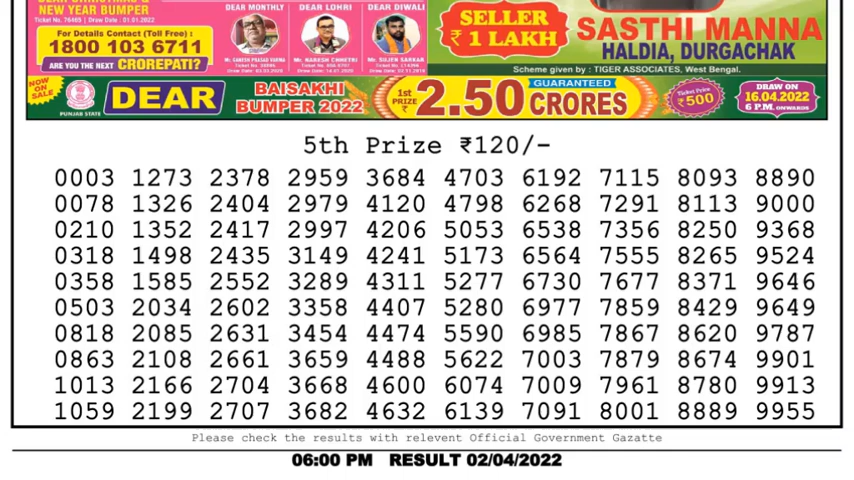 NEW YEAR BUMPER
Ticket No. 76405 | Draw Date : 01.01.2022
For Details Contact (Toll Free) :
1800 103 6711
ARE YOU THE NEXT CROREPATI?
DEAR MONTHLY
DEAR LOHRI
DEAR DIWALI
Mr. NARESH CHHETRI
Mr. SUJEN SARKAR
SELLER
₹ 1 LAKH
SASTHI MANNA
HALDIA, DURGACHAK
Scheme given by : TIGER ASSOCIATES, West Bengal.
NOW ON SALE
PUNJAB STATE
DEAR
BAISAKHI
BUMPER 2022
1st PRIZE
₹2.50 CRORES
GUARANTEED
Ticket Price
₹500
DRAW ON
16.04.2022
6 P.M. ONWARDS
5th Prize ₹120/-
0003 1273 2378 2959 3684 4703 6192 7115 8093 8890
0078 1326 2404 2979 4120 4798 6268 7291 8113 9000
0210 1352 2417 2997 4206 5053 6538 7356 8250 9368
0318 1498 2435 3149 4241 5173 6564 7555 8265 9524
0358 1585 2552 3289 4311 5277 6730 7677 8371 9646
0503 2034 2602 3358 4407 5280 6977 7859 8429 9649
0818 2085 2631 3454 4474 5590 6985 7867 8620 9787
0863 2108 2661 3659 4488 5622 7003 7879 8674 9901
1013 2166 2704 3668 4600 6074 7009 7961 8780 9913
1059 2199 2707 3682 4632 6139 7091 8001 8889 9955
Please check the results with relevent Official Government Gazatte
06:00 PM RESULT 02/04/2022